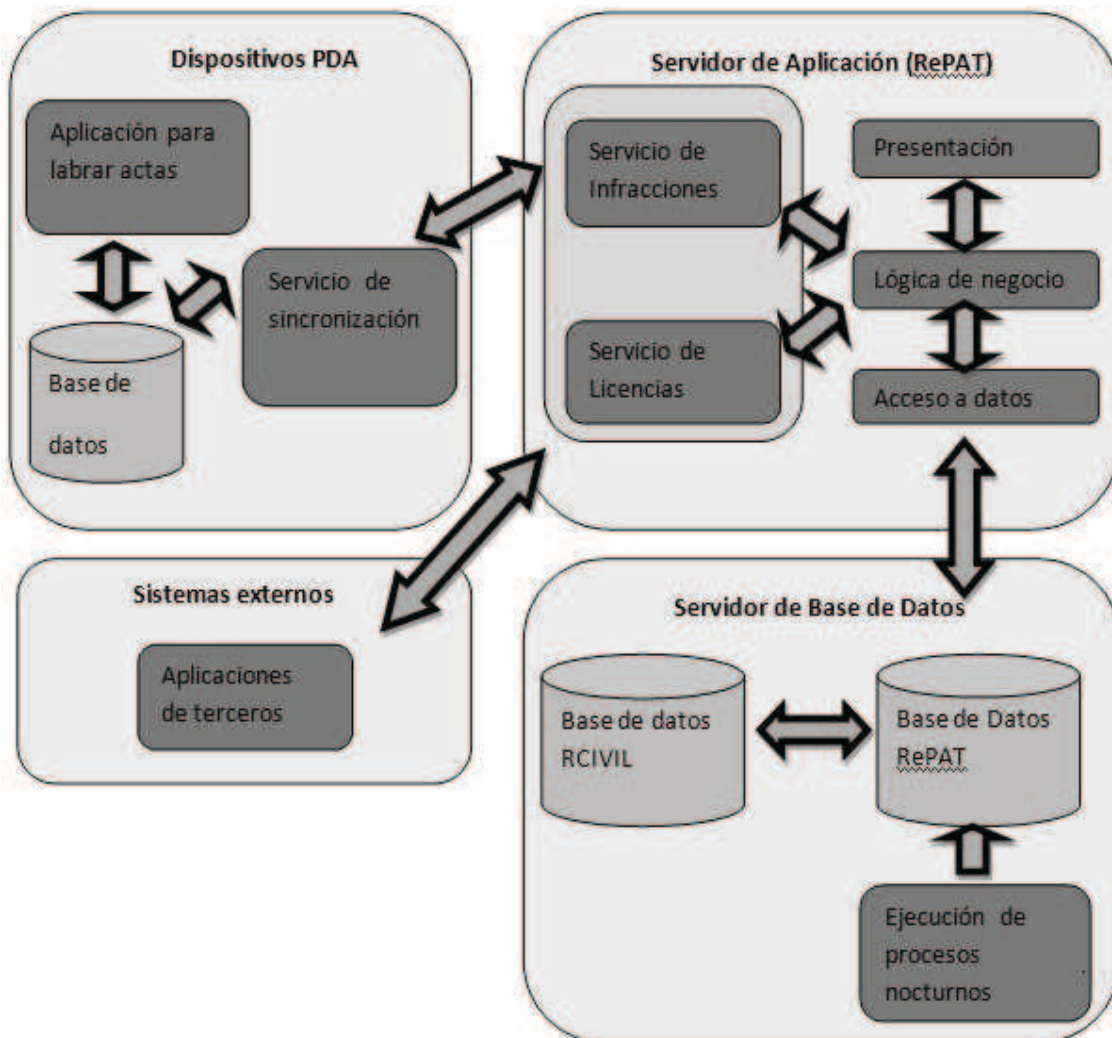 Dispositivos PDA
Aplicación para
labrar actas
Servicio de
sincronización
Base de
datos
Servidor de Aplicación (RePAT)
Servicio de
Infracciones
Servicio de
Licencias
Presentación
Lógica de negocio
Acceso a datos
Sistemas externos
Aplicaciones
de terceros
Servidor de Base de Datos
Base de datos
RCIVIL
Base de Datos
RePAT
Ejecución de
procesos
nocturnos